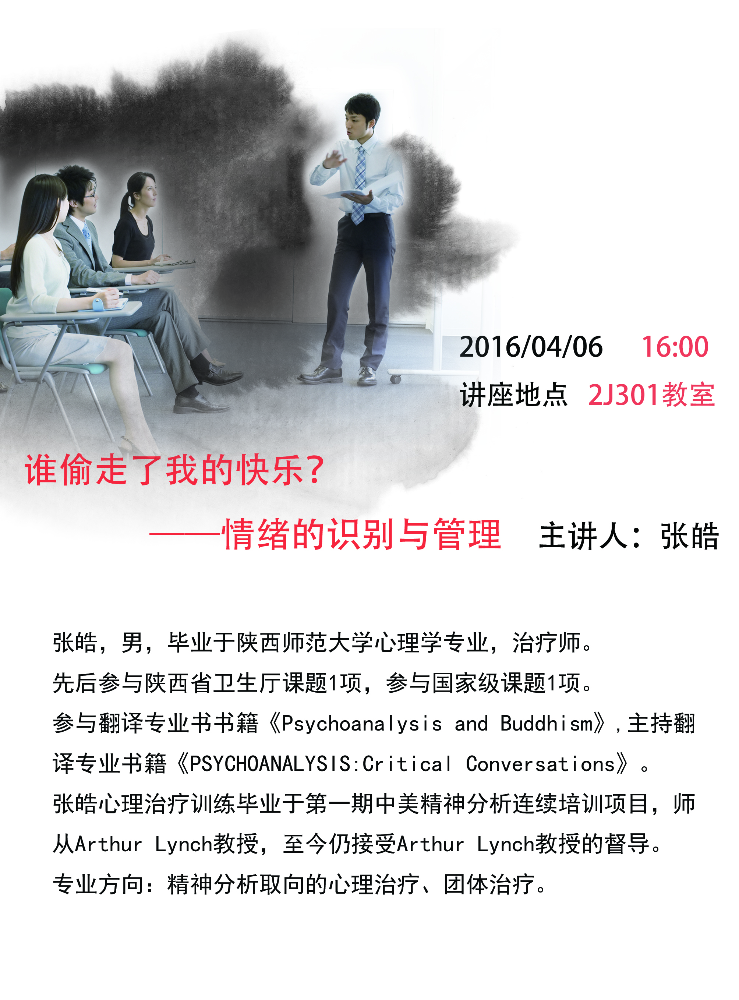 2016/04/06 16:00
讲座地点 2J301教室
谁偷走了我的快乐？
——情绪的识别与管理 主讲人：张皓
张皓，男，毕业于陕西师范大学心理学专业，治疗师。
先后参与陕西省卫生厅课题1项，参与国家级课题1项。
参与翻译专业书书籍《Psychoanalysis and Buddhism》,主持翻
译专业书籍《PSYCHOANALYSIS:Critical Conversations》。
张皓心理治疗训练毕业于第一期中美精神分析连续培训项目，师
从Arthur Lynch教授，至今仍接受Arthur Lynch教授的督导。
专业方向：精神分析取向的心理治疗、团体治疗。